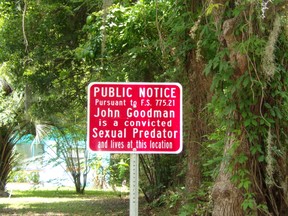 PUBLIC NOTICE
Pursuant to F.S. 775.21
John Goodman
is a convicted
Sexual Predator
and lives at this location